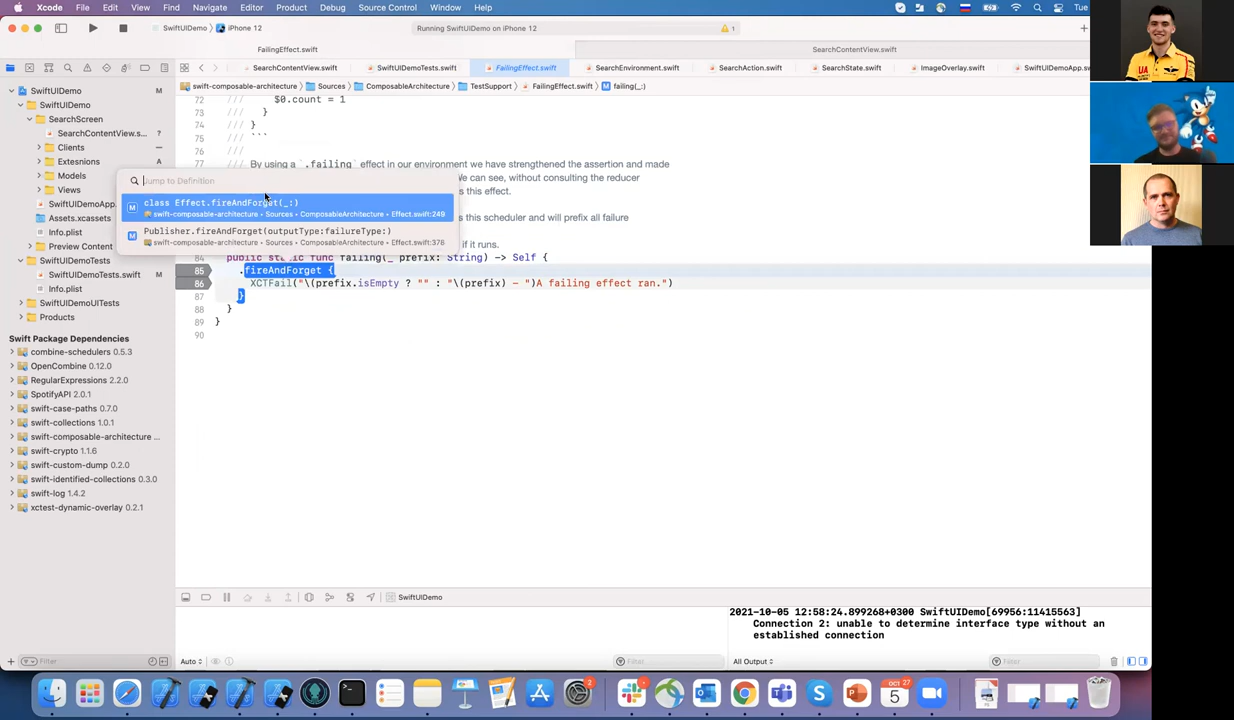 Xcode File Edit View Find Navigate Editor Product Debug Source Control Window Help Tue
SwiftUIDemo iPhone 12 Running SwiftUIDemo on iPhone 12 1
FailingEffect.swift SearchContentView.swift
SearchContentView.swift SwiftUIDemoTests.swift FailingEffect.swift SearchEnvironment.swift SearchAction.swift SearchState.swift ImageOverlay.swift SwiftUIDemoApp.sw
swift-composable-architecture Sources ComposableArchitecture TestSupport FailingEffect.swift failing(_:)
SwiftUIDemo M
SwiftUIDemo
SearchScreen
SearchContentView.s... ?
Clients
Extesnions A
Models
Views
SwiftUIDemoApp.
Assets.xcassets
Info.plist
Preview Content
SwiftUIDemoTests
SwiftUIDemoTests.swift M
Info.plist
SwiftUIDemoUITests
Products
Swift Package Dependencies
combine-schedulers 0.5.3
OpenCombine 0.12.0
RegularExpressions 2.2.0
SpotifyAPI 2.0.1
swift-case-paths 0.7.0
swift-collections 1.0.1
swift-composable-architecture ...
swift-crypto 1.1.6
swift-custom-dump 0.2.0
swift-identified-collections 0.3.0
swift-log 1.4.2
xctest-dynamic-overlay 0.2.1
Filter
72 /// $0.count = 1
73 /// }
74 /// }
75 /// ```
///
77 /// By using a `.failing` effect in our environment we have strengthened the assertion and made
We can see, without consulting the reducer
s this effect.
s this scheduler and will prefix all failure
if it runs.
Jump to Definition
M class Effect.fireAndForget(_:)
swift-composable-architecture • Sources • ComposableArchitecture • Effect.swift:249
M Publisher.fireAndForget(outputType:failureType:)
swift-composable-architecture • Sources • ComposableArchitecture • Effect.swift:376
84 public static func failing(_ prefix: String) -> Self {
85 .fireAndForget {
86 XCTFail("\(prefix.isEmpty ? "" : "\(prefix) - ")A failing effect ran.")
87 }
88 }
89 }
90
SwiftUIDemo
2021-10-05 12:58:24.899268+0300 SwiftUIDemo[69956:11415563]
Connection 2: unable to determine interface type without an
established connection
Auto Filter All Output Filter
UA
2 OCT 5 27